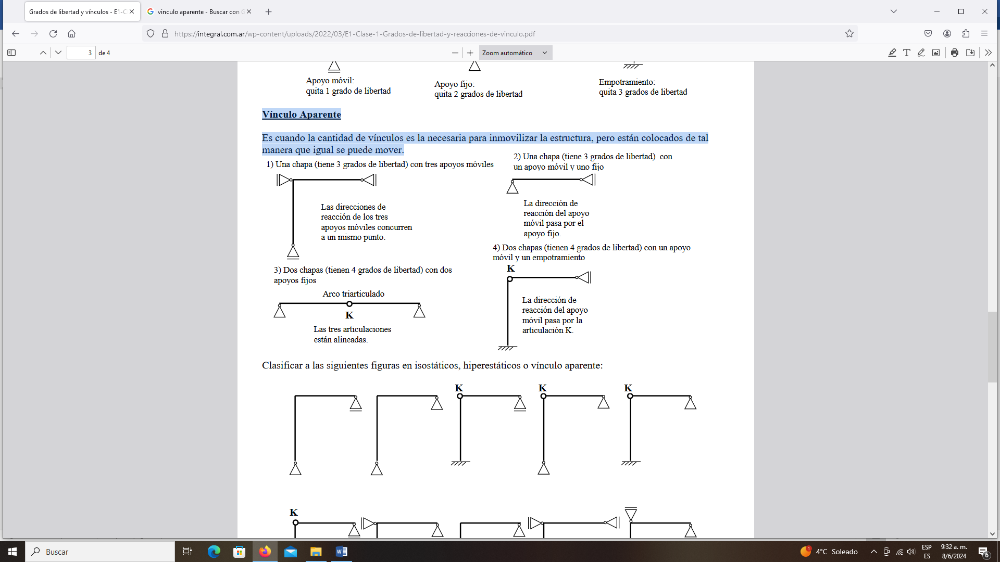 Grados de libertad y vínculos - E1-C
vinculo aparente - Buscar con G
https://integral.com.ar/wp-content/uploads/2022/03/E1-Clase-1-Grados-de-libertad-y-reacciones-de-vinculo.pdf
3 de 4
Zoom automático
Apoyo móvil:
quita 1 grado de libertad
Apoyo fijo:
quita 2 grados de libertad
Empotramiento:
quita 3 grados de libertad
Vínculo Aparente
Es cuando la cantidad de vínculos es la necesaria para inmovilizar la estructura, pero están colocados de tal
manera que igual se puede mover.
1) Una chapa (tiene 3 grados de libertad) con tres apoyos móviles
Las direcciones de
reacción de los tres
apoyos móviles concurren
a un mismo punto.
2) Una chapa (tiene 3 grados de libertad) con
un apoyo móvil y uno fijo
La dirección de
reacción del apoyo
móvil pasa por el
apoyo fijo.
3) Dos chapas (tienen 4 grados de libertad) con dos
apoyos fijos
Arco triarticulado
K
Las tres articulaciones
están alineadas.
4) Dos chapas (tienen 4 grados de libertad) con un apoyo
móvil y un empotramiento
K
La dirección de
reacción del apoyo
móvil pasa por la
articulación K.
Clasificar a las siguientes figuras en isostáticos, hiperestáticos o vínculo aparente:
K
K
K
K
Buscar
1
4°C Soleado
ESP
ES
9:32 a. m.
8/6/2024
6